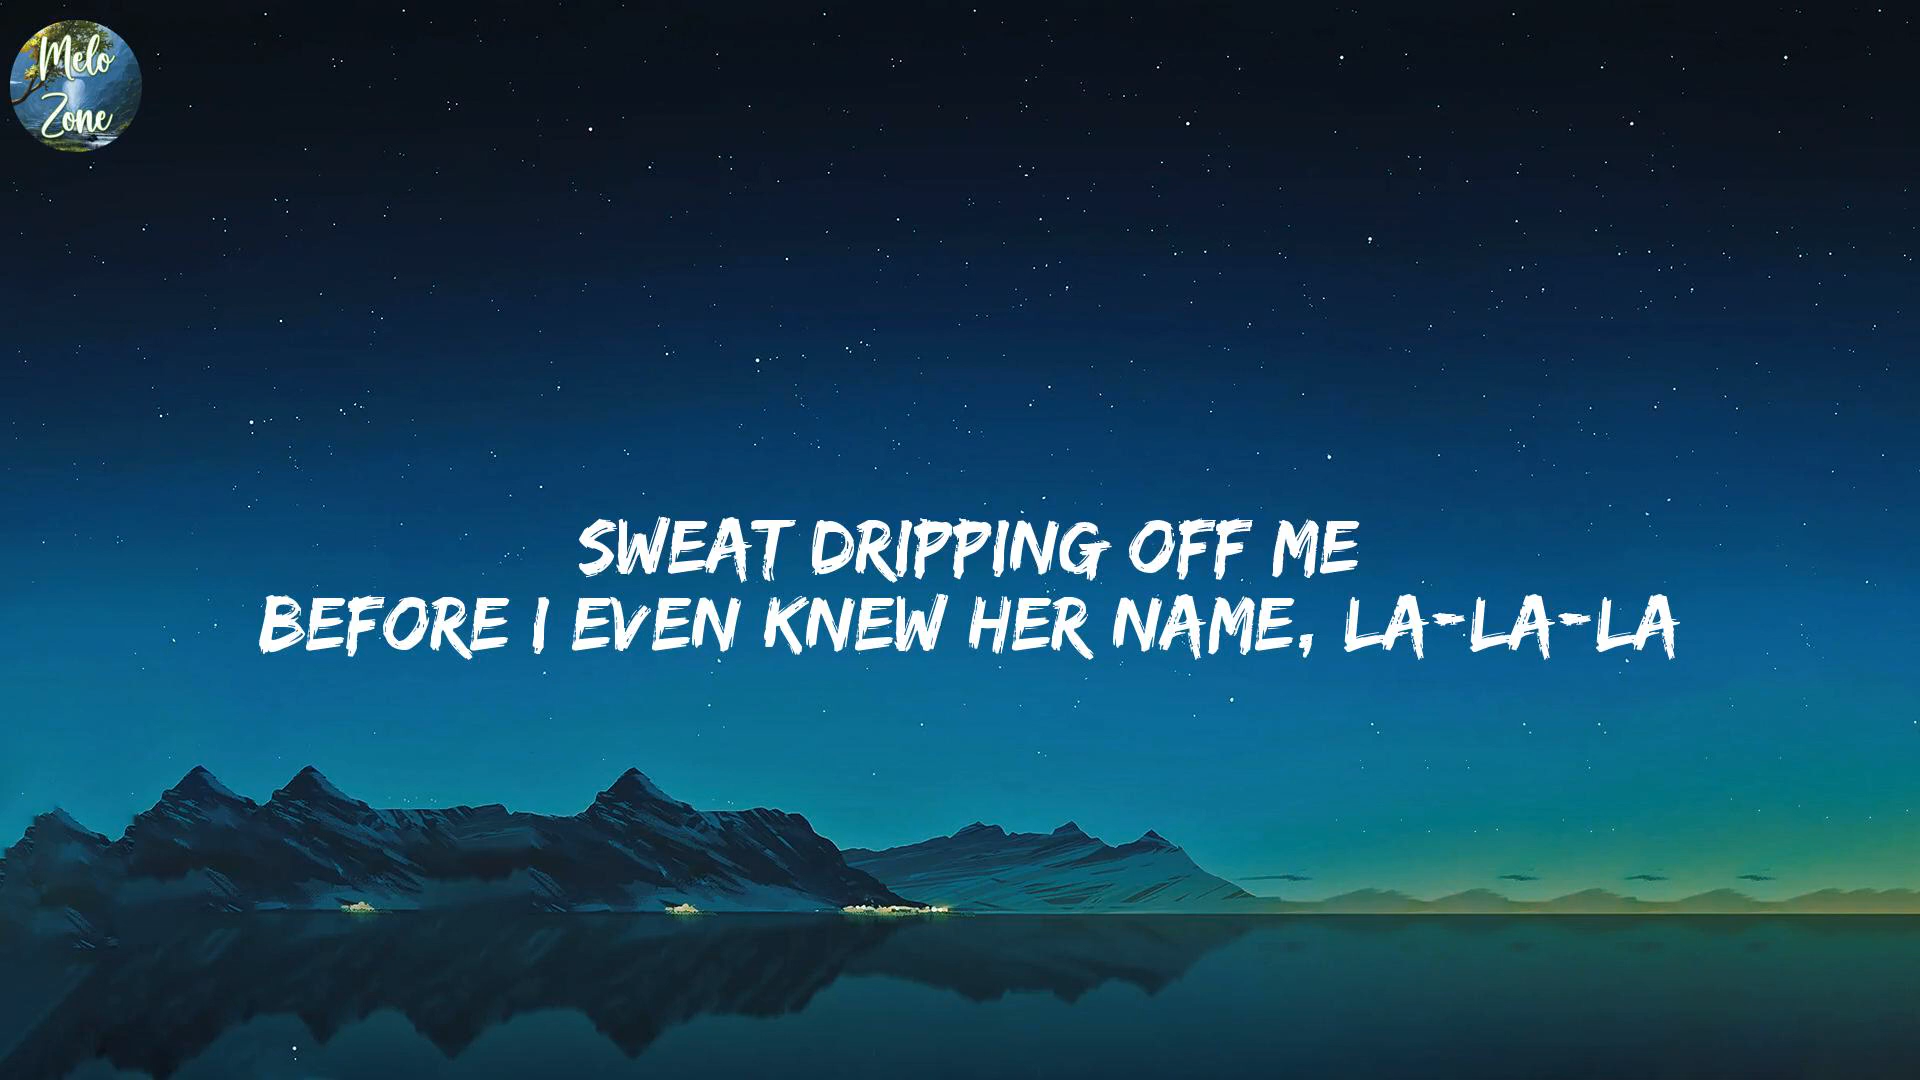 Melo
Zone
SWEAT DRIPPING OFF ME
BEFORE I EVEN KNEW HER NAME, LA-LA-LA